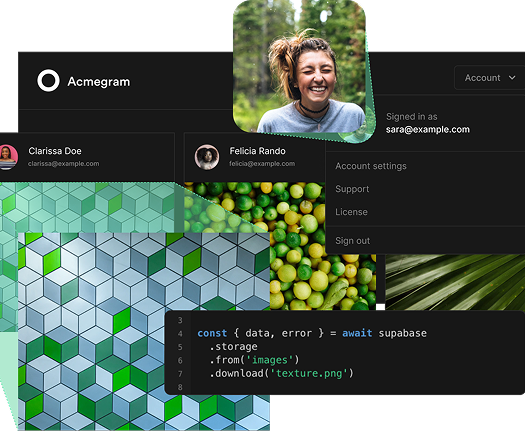 Acmegram
Account
Signed in as
sara@example.com
Clarissa Doe
clarissa@example.com
Felicia Rando
felicia@example.com
Account settings
Support
License
Sign out
3
4 const { data, error } = await supabase
5 .storage
6 .from('images')
7 .download('texture.png')
8